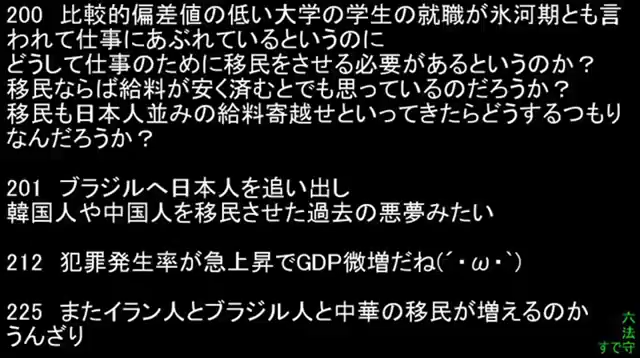 200　比較的偏差値の低い大学の学生の就職が氷河期とも言
われて仕事にあぶれているというのに
どうして仕事のために移民をさせる必要があるというのか？
移民ならば給料が安く済むとでも思っているのだろうか？
移民も日本人並みの給料寄越せといってきたらどうするつもり
なんだろうか？
201　ブラジルへ日本人を追い出し
韓国人や中国人を移民させた過去の悪夢みたい
212　犯罪発生率が急上昇でGDP微増だね(´・ω・`)
225　またイラン人とブラジル人と中華の移民が増えるのか
うんざり
六法
すで守